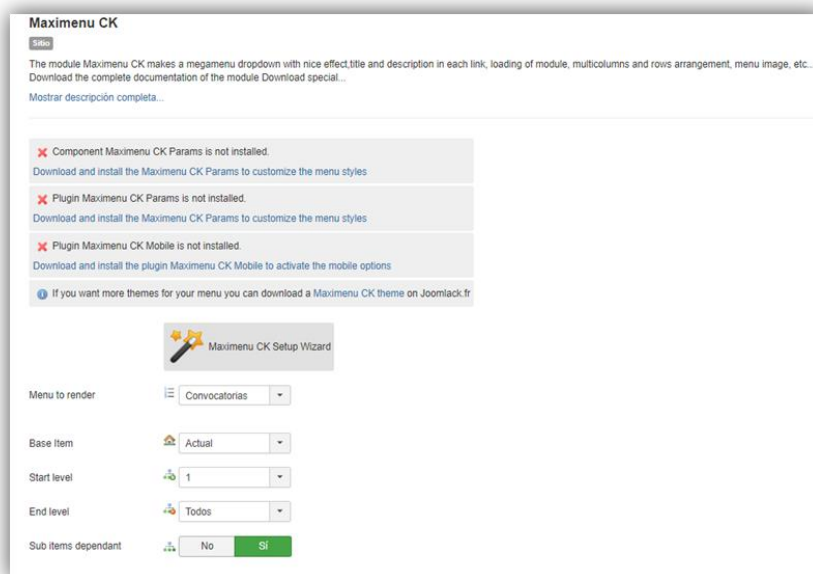 Maximenu CK
Sitio
The module Maximenu CK makes a megamenu dropdown with nice effect,title and description in each link, loading of module, multicolumns and rows arrangement, menu image, etc...
Download the complete documentation of the module Download special...
Mostrar descripción completa...
Component Maximenu CK Params is not installed.
Download and install the Maximenu CK Params to customize the menu styles
Plugin Maximenu CK Params is not installed.
Download and install the Maximenu CK Params to customize the menu styles
Plugin Maximenu CK Mobile is not installed.
Download and install the plugin Maximenu CK Mobile to activate the mobile options
If you want more themes for your menu you can download a Maximenu CK theme on Joomlack.fr
Maximenu CK Setup Wizard
Menu to render Convocatorias
Base Item Actual
Start level 1
End level Todos
Sub items dependant No Sí